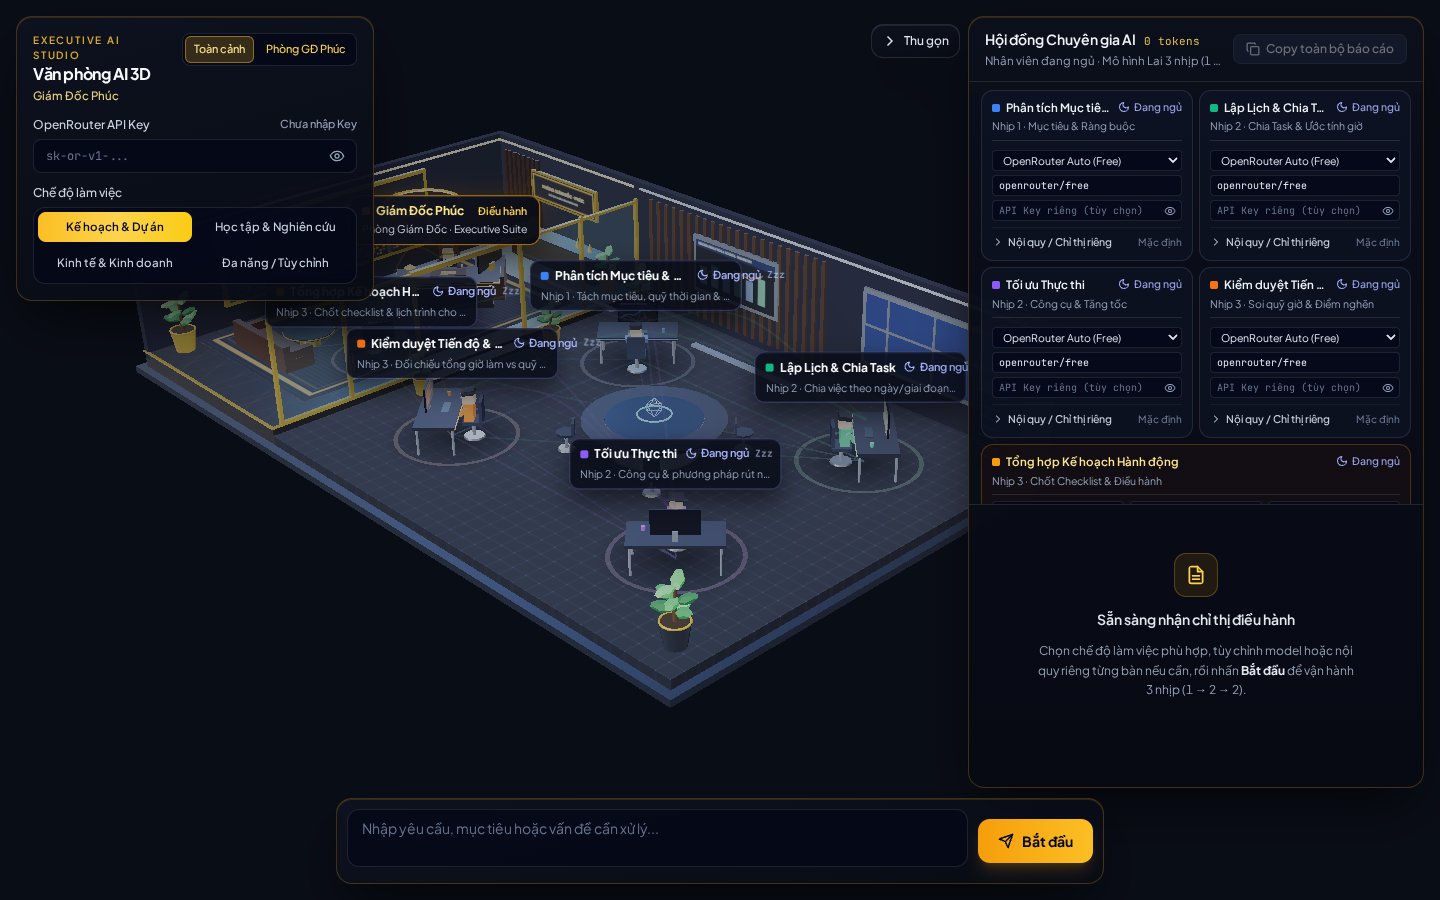 EXECUTIVE AI
STUDIO
Văn phòng AI 3D
Giám Đốc Phúc
Toàn cảnh
Phòng GĐ Phúc
OpenRouter API Key
Chưa nhập Key
sk-or-v1-...
Chế độ làm việc
Kế hoạch & Dự án
Học tập & Nghiên cứu
Kinh tế & Kinh doanh
Đa năng / Tùy chỉnh
Thu gọn
Giám Đốc Phúc
Điều hành
Phòng Giám Đốc · Executive Suite
Phân tích Mục tiêu & ...
Đang ngủ
Zzz
Nhịp 1 · Tách mục tiêu, quỹ thời gian & ...
Tổng hợp Kế hoạch H...
Đang ngủ
Zzz
Nhịp 3 · Chốt checklist & lịch trình cho ...
Kiểm duyệt Tiến độ & ...
Đang ngủ
Zzz
Nhịp 3 · Đối chiếu tổng giờ làm vs quỹ ...
Lập Lịch & Chia Task
Đang ngủ
Nhịp 2 · Chia việc theo ngày/giai đoạn...
Tối ưu Thực thi
Đang ngủ
Zzz
Nhịp 2 · Công cụ & phương pháp rút n...
Hội đồng Chuyên gia AI
0 tokens
Nhân viên đang ngủ · Mô hình Lai 3 nhịp (1 ...
Copy toàn bộ báo cáo
Phân tích Mục tiê...
Đang ngủ
Nhịp 1 · Mục tiêu & Ràng buộc
OpenRouter Auto (Free)
openrouter/free
API Key riêng (tùy chọn)
Nội quy / Chỉ thị riêng
Mặc định
Lập Lịch & Chia T...
Đang ngủ
Nhịp 2 · Chia Task & Ước tính giờ
OpenRouter Auto (Free)
openrouter/free
API Key riêng (tùy chọn)
Nội quy / Chỉ thị riêng
Mặc định
Tối ưu Thực thi
Đang ngủ
Nhịp 2 · Công cụ & Tăng tốc
OpenRouter Auto (Free)
openrouter/free
API Key riêng (tùy chọn)
Nội quy / Chỉ thị riêng
Mặc định
Kiểm duyệt Tiến ...
Đang ngủ
Nhịp 3 · Soi quỹ giờ & Điểm nghẽn
OpenRouter Auto (Free)
openrouter/free
API Key riêng (tùy chọn)
Nội quy / Chỉ thị riêng
Mặc định
Tổng hợp Kế hoạch Hành động
Đang ngủ
Nhịp 3 · Chốt Checklist & Điều hành
Sẵn sàng nhận chỉ thị điều hành
Chọn chế độ làm việc phù hợp, tùy chỉnh model hoặc nội
quy riêng từng bàn nếu cần, rồi nhấn Bắt đầu để vận hành
3 nhịp (1 → 2 → 2).
Nhập yêu cầu, mục tiêu hoặc vấn đề cần xử lý...
Bắt đầu